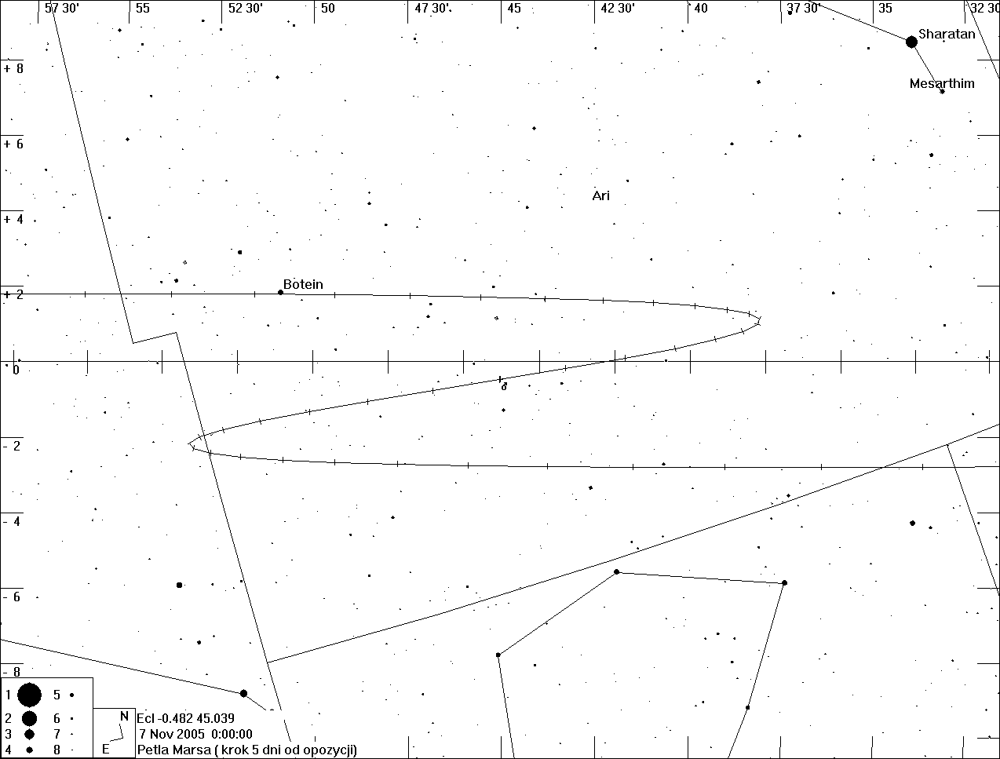 57 30' 55 52 30' 50 47 30' 45 42 30' 40 37 30' 35 32 30
Sharatan
+ 8
Mesarthim
+ 6
Ari
+ 4
Botein
+ 2
0
♂
- 2
- 4
- 6
- 8
1 5
2 6
3 7
4 8
N
E
Ecl -0.482 45.039
7 Nov 2005 0:00:00
Petla Marsa ( krok 5 dni od opozycji)